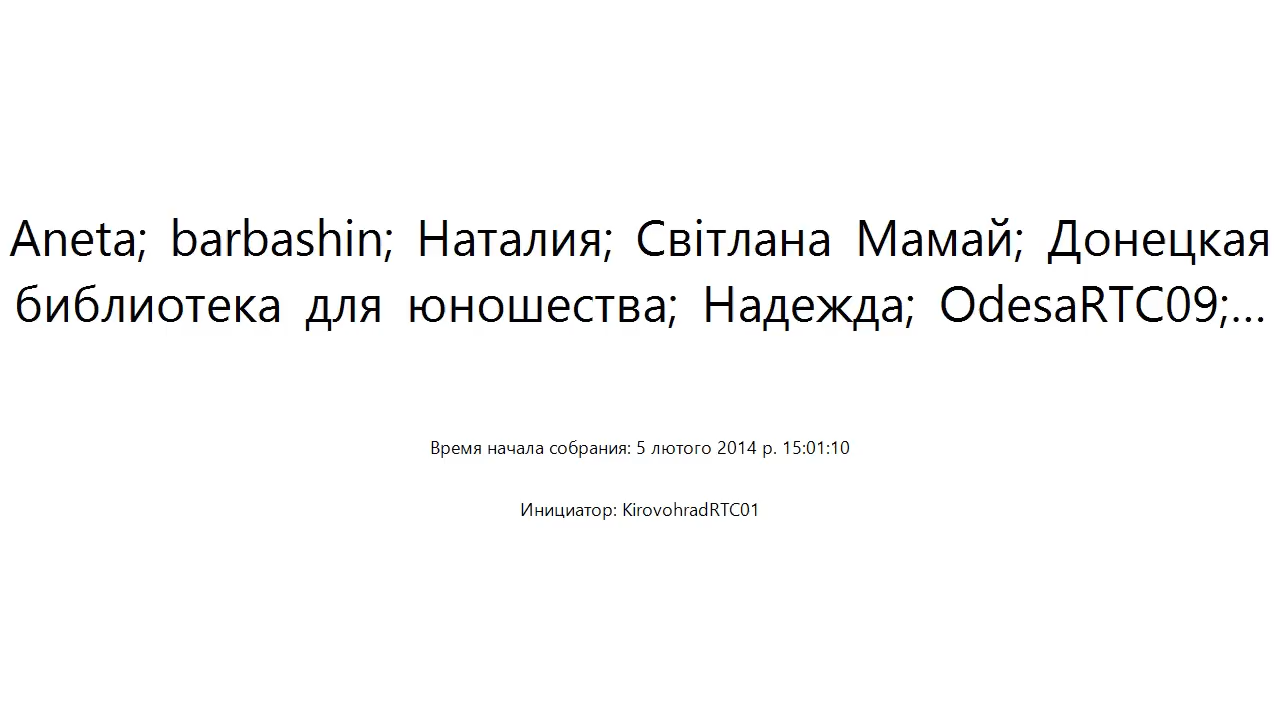 Aneta; barbashin; Наталия; Світлана Мамай; Донецкая
библиотека для юношества; Надежда; OdesaRTC09;...
Время начала собрания: 5 лютого 2014 р. 15:01:10
Инициатор: KirovohradRTC01